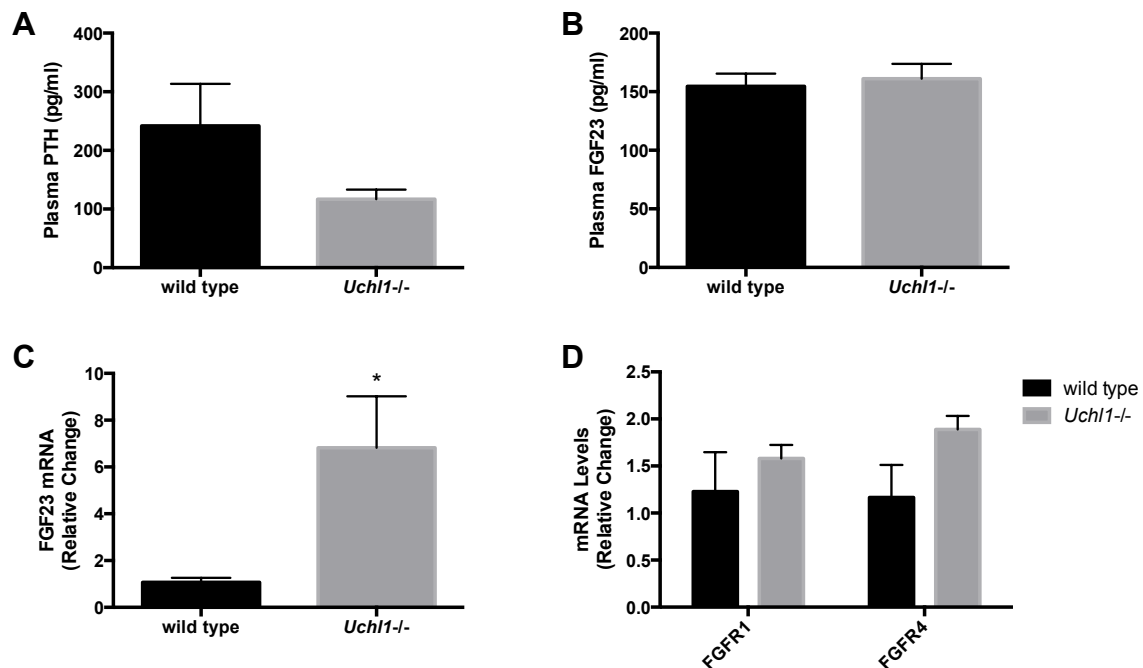 A
Plasma PTH (pg/ml)
400
300
200
100
0
wild type
Uchl1-/-
B
Plasma FGF23 (pg/ml)
200
150
100
50
0
wild type
Uchl1-/-
C
FGF23 mRNA
(Relative Change)
10
8
6
4
2
0
*
wild type
Uchl1-/-
D
mRNA Levels
(Relative Change)
2.5
2.0
1.5
1.0
0.5
0.0
FGFR1
FGFR4
wild type
Uchl1-/-